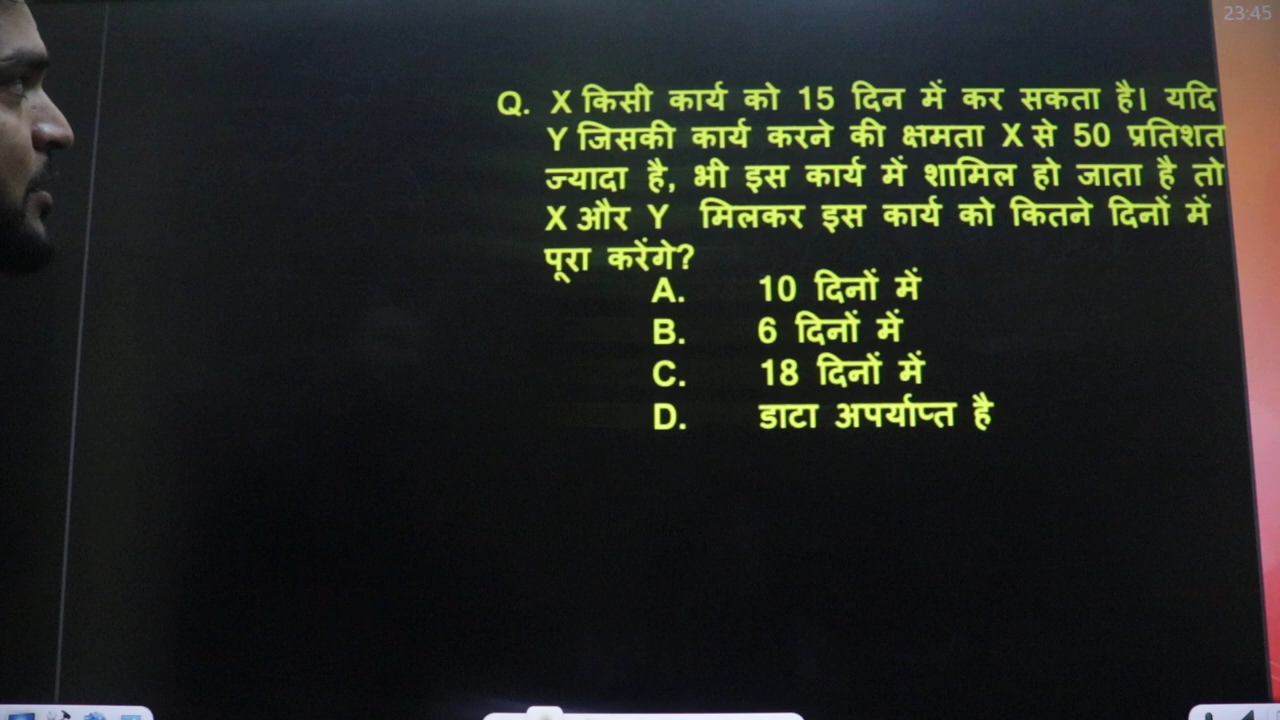 23:45
Q. X किसी कार्य को 15 दिन में कर सकता है। यदि
Y जिसकी कार्य करने की क्षमता X से 50 प्रतिशत
ज्यादा है, भी इस कार्य में शामिल हो जाता है तो
X और Y मिलकर इस कार्य को कितने दिनों में
पूरा करेंगे?
A. 10 दिनों में
B. 6 दिनों में
C. 18 दिनों में
D. डाटा अपर्याप्त है